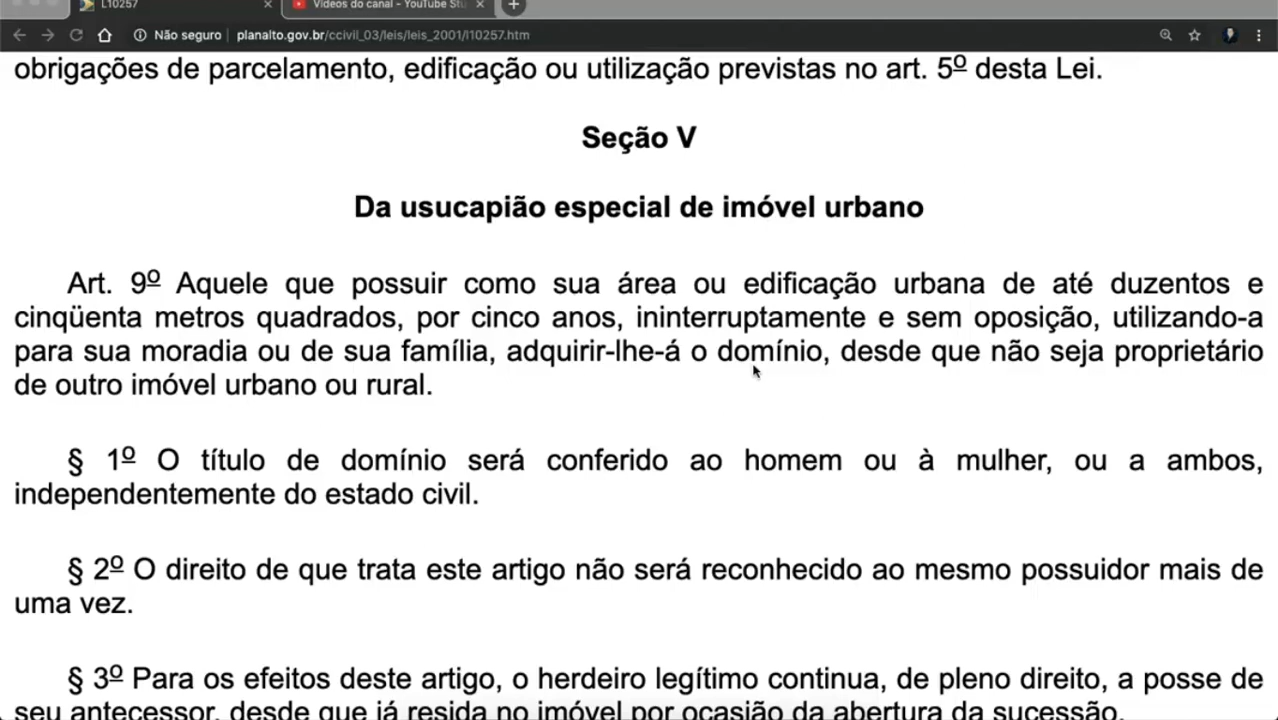 L10257
Vídeos do canal - YouTube Stu
Não seguro
planalto.gov.br/ccivil_03/leis/leis_2001/l10257.htm
obrigações de parcelamento, edificação ou utilização previstas no art. 5º desta Lei.
Seção V
Da usucapião especial de imóvel urbano
Art. 9º Aquele que possuir como sua área ou edificação urbana de até duzentos e
cinqüenta metros quadrados, por cinco anos, ininterruptamente e sem oposição, utilizando-a
para sua moradia ou de sua família, adquirir-lhe-á o domínio, desde que não seja proprietário
de outro imóvel urbano ou rural.
§ 1º O título de domínio será conferido ao homem ou à mulher, ou a ambos,
independentemente do estado civil.
§ 2º O direito de que trata este artigo não será reconhecido ao mesmo possuidor mais de
uma vez.
§ 3º Para os efeitos deste artigo, o herdeiro legítimo continua, de pleno direito, a posse de
seu antecessor, desde que já resida no imóvel por ocasião da abertura da sucessão.